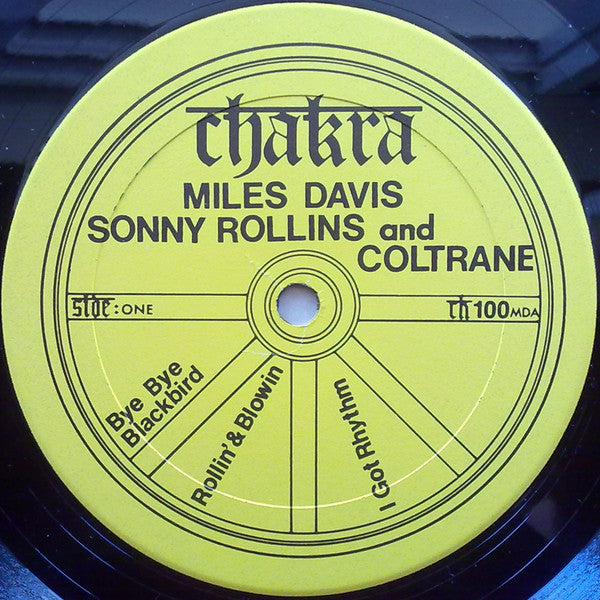 chakra
MILES DAVIS
SONNY ROLLINS and
COLTRANE
side: ONE
ch 100 MDA
Bye Bye
Blackbird
Rollin' & Blowin
I Got Rhythm